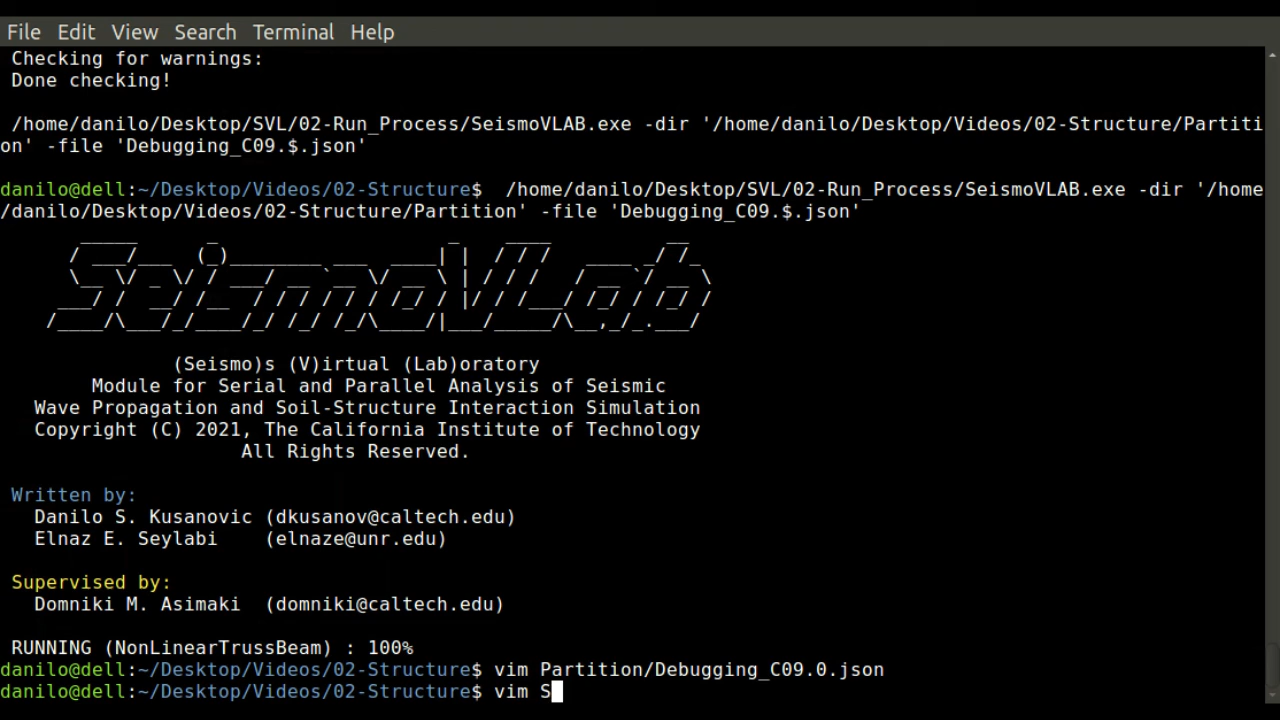 File Edit View Search Terminal Help
Checking for warnings:
Done checking!
/home/danilo/Desktop/SVL/02-Run_Process/SeismoVLAB.exe -dir '/home/danilo/Desktop/Videos/02-Structure/Partiti
on' -file 'Debugging_C09.$.json'
danilo@dell:~/Desktop/Videos/02-Structure$  /home/danilo/Desktop/SVL/02-Run_Process/SeismoVLAB.exe -dir '/home
/danilo/Desktop/Videos/02-Structure/Partition' -file 'Debugging_C09.$.json'
SeismoVLab
(Seismo)s (V)irtual (Lab)oratory
Module for Serial and Parallel Analysis of Seismic
Wave Propagation and Soil-Structure Interaction Simulation
Copyright (C) 2021, The California Institute of Technology
All Rights Reserved.
Written by:
Danilo S. Kusanovic (dkusanov@caltech.edu)
Elnaz E. Seylabi    (elnaze@unr.edu)
Supervised by:
Domniki M. Asimaki  (domniki@caltech.edu)
RUNNING (NonLinearTrussBeam) : 100%
danilo@dell:~/Desktop/Videos/02-Structure$ vim Partition/Debugging_C09.0.json
danilo@dell:~/Desktop/Videos/02-Structure$ vim S